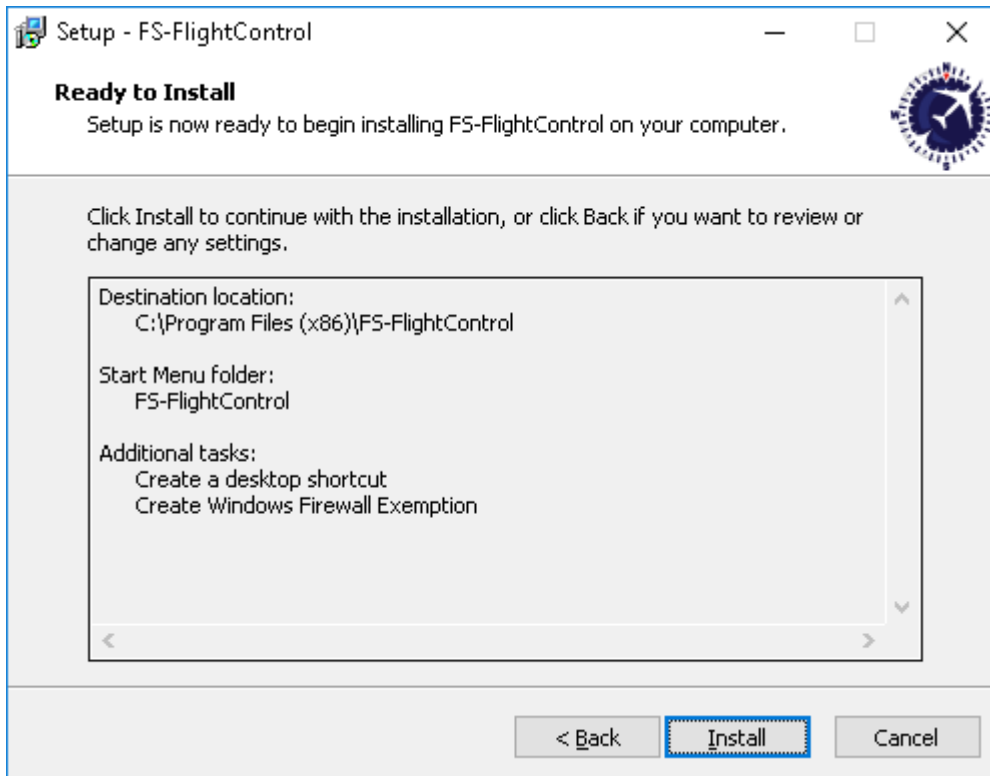 Setup - FS-FlightControl
Ready to Install
Setup is now ready to begin installing FS-FlightControl on your computer.
Click Install to continue with the installation, or click Back if you want to review or
change any settings.
Destination location:
C:\Program Files (x86)\FS-FlightControl
Start Menu folder:
FS-FlightControl
Additional tasks:
Create a desktop shortcut
Create Windows Firewall Exemption
< Back
Install
Cancel